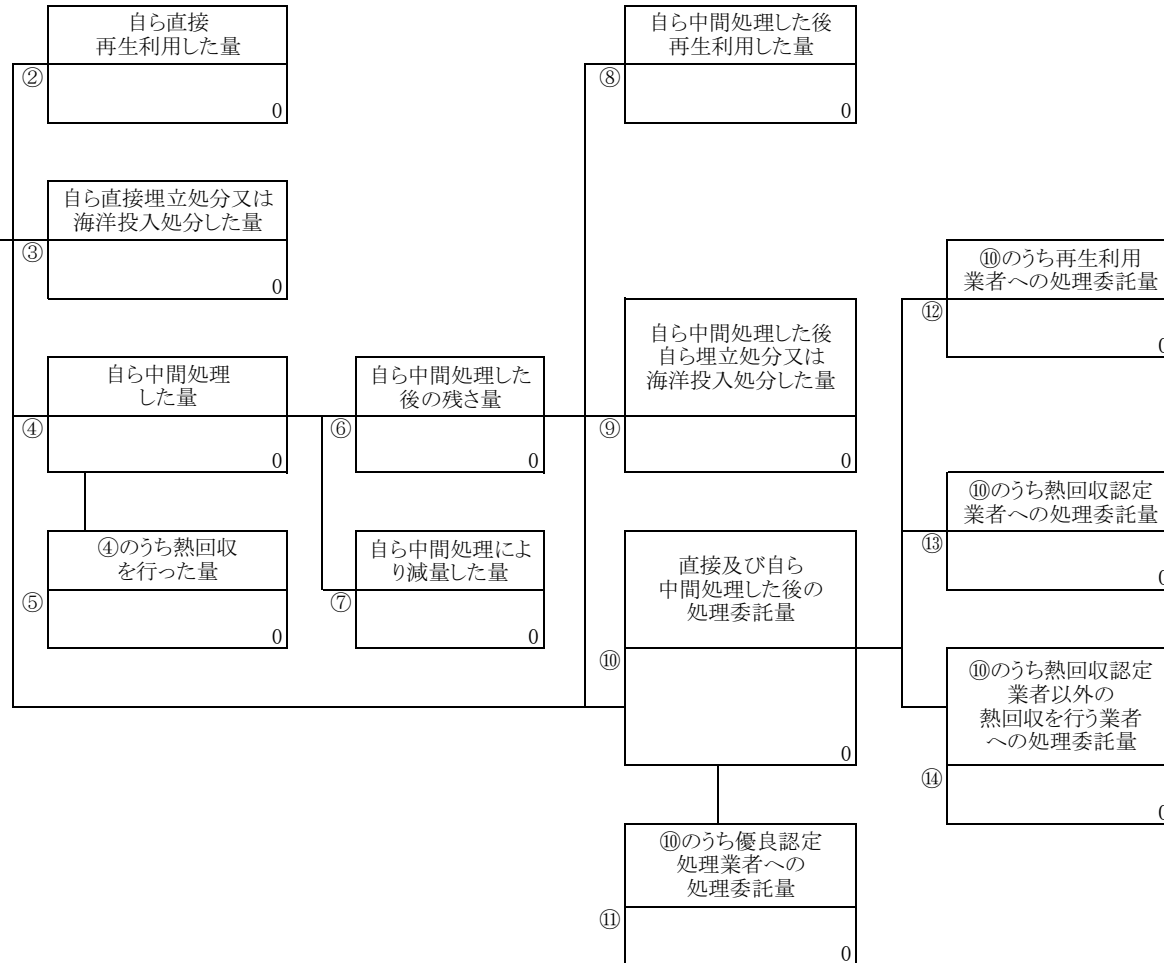 自ら直接
再生利用した量
②
0
自ら直接埋立処分又は
海洋投入処分した量
③
0
自ら中間処理
した量
④
0
④のうち熱回収
を行った量
⑤
0
自ら中間処理した
後の残さ量
⑥
0
自ら中間処理によ
り減量した量
⑦
0
自ら中間処理した後
再生利用した量
⑧
0
自ら中間処理した後
自ら埋立処分又は
海洋投入処分した量
⑨
0
直接及び自ら
中間処理した後の
処理委託量
⑩
0
⑩のうち優良認定
処理業者への
処理委託量
⑪
0
⑩のうち再生利用
業者への処理委託量
⑫
0
⑩のうち熱回収認定
業者への処理委託量
⑬
0
⑩のうち熱回収認定
業者以外の
熱回収を行う業者
への処理委託量
⑭
0